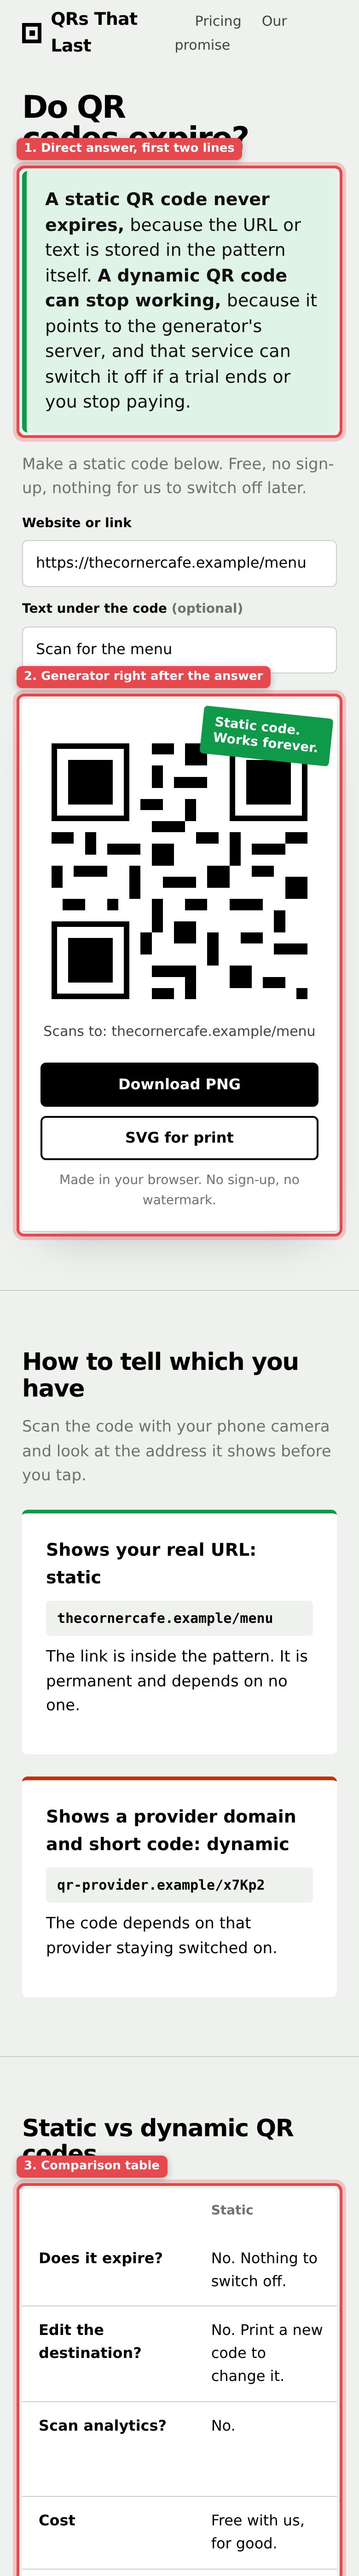 QRs That
Last
Pricing Our
promise
Do QR
codes expire?
1. Direct answer, first two lines
A static QR code never
expires, because the URL or
text is stored in the pattern
itself. A dynamic QR code
can stop working, because it
points to the generator's
server, and that service can
switch it off if a trial ends or
you stop paying.
Make a static code below. Free, no sign-
up, nothing for us to switch off later.
Website or link
https://thecornercafe.example/menu
Text under the code (optional)
Scan for the menu
2. Generator right after the answer
Static code.
Works forever.
Scans to: thecornercafe.example/menu
Download PNG
SVG for print
Made in your browser. No sign-up, no
watermark.
How to tell which you
have
Scan the code with your phone camera
and look at the address it shows before
you tap.
Shows your real URL:
static
thecornercafe.example/menu
The link is inside the pattern. It is
permanent and depends on no
one.
Shows a provider domain
and short code: dynamic
qr-provider.example/x7Kp2
The code depends on that
provider staying switched on.
Static vs dynamic QR
codes
3. Comparison table
Static
Does it expire?
No. Nothing to
switch off.
Edit the
destination?
No. Print a new
code to
change it.
Scan analytics?
No.
Cost
Free with us,
for good.